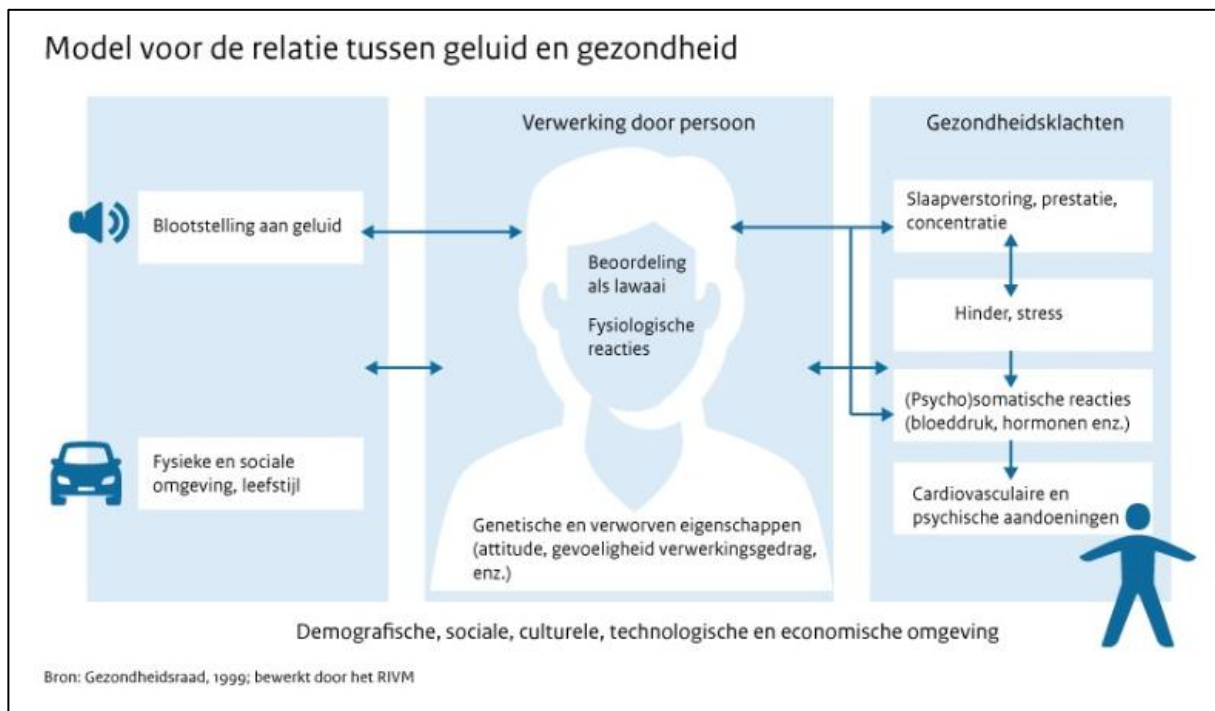 Model voor de relatie tussen geluid en gezondheid
Blootstelling aan geluid
Fysieke en sociale
omgeving, leefstijl
Verwerking door persoon
Beoordeling
als lawaai
Fysiologische
reacties
Genetische en verworven eigenschappen
(attitude, gevoeligheid verwerkingsgedrag,
enz.)
Gezondheidsklachten
Slaapverstoring, prestatie,
concentratie
Hinder, stress
(Psycho)somatische reacties
(bloeddruk, hormonen enz.)
Cardiovasculaire en
psychische aandoeningen
Demografische, sociale, culturele, technologische en economische omgeving
Bron: Gezondheidsraad, 1999; bewerkt door het RIVM